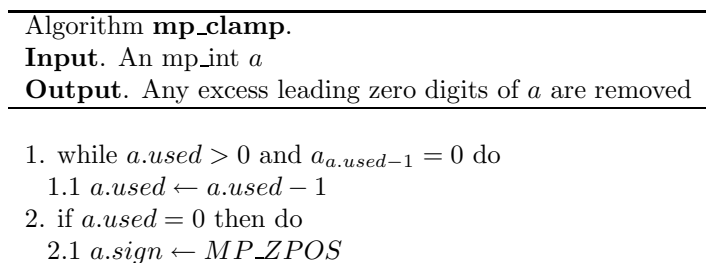 Algorithm mp_clamp.
Input. An mp_int a
Output. Any excess leading zero digits of a are removed
1. while a.used > 0 and a_{a.used−1} = 0 do
1.1 a.used ← a.used − 1
2. if a.used = 0 then do
2.1 a.sign ← MP_ZPOS